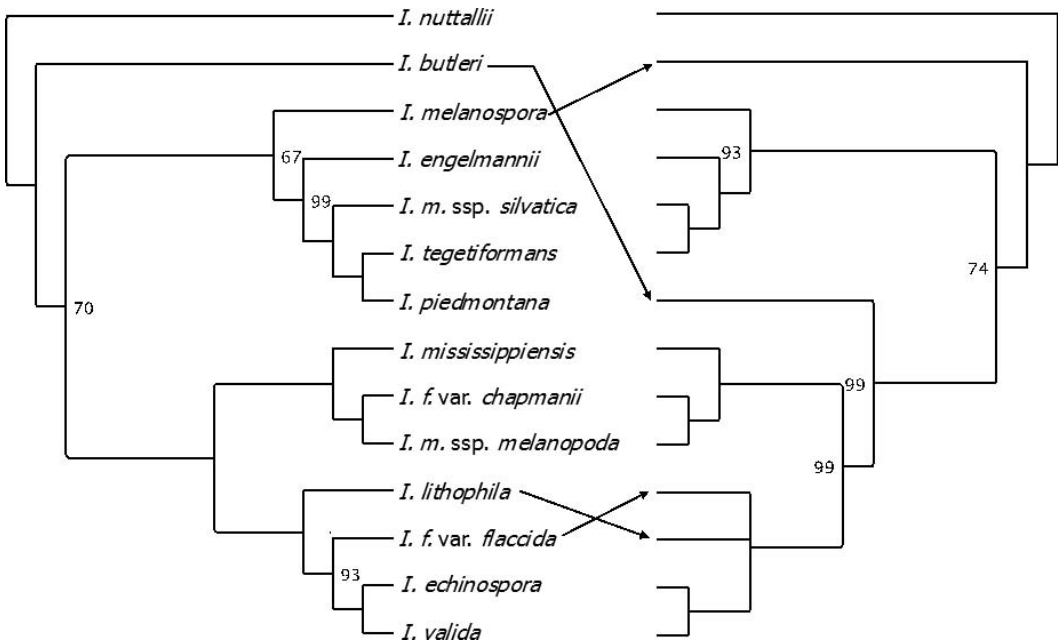 I. nuttallii
I. butleri
I. melanospora
67
I. engelmannii
93
99
I. m. ssp. silvatica
I. tegetiformans
74
I. piedmontana
70
I. mississippiensis
I. f. var. chapmanii
99
I. m. ssp. melanopoda
99
I. lithophila
I. f. var. flaccida
93
I. echinospora
I. valida